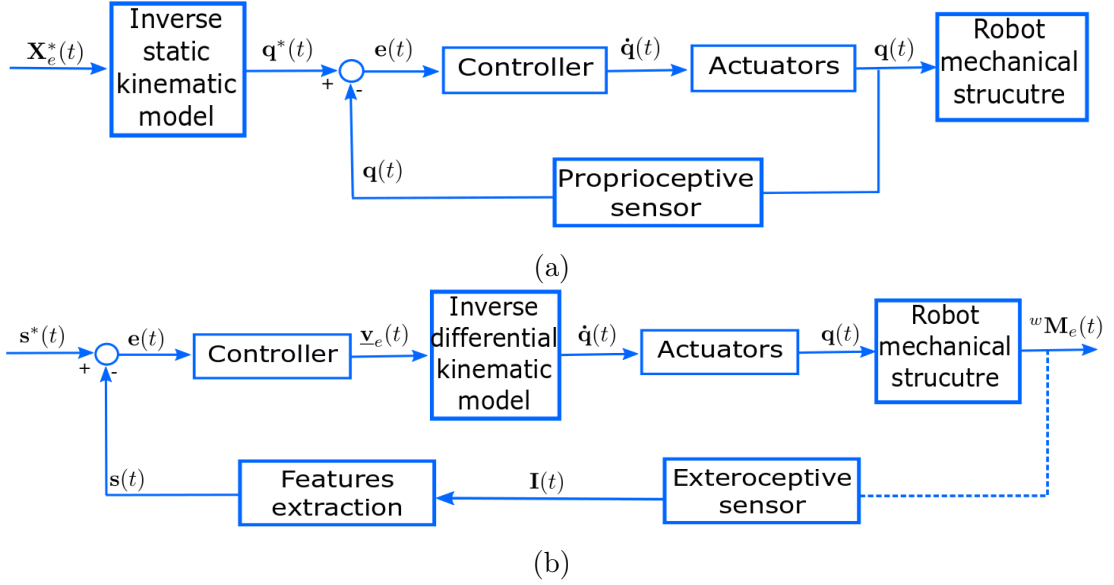 Inverse
static
kinematic
model
X*e(t)
q*(t)
+
-
e(t)
Controller
q̇(t)
Actuators
q(t)
Robot
mechanical
strucutre
q(t)
Proprioceptive
sensor
(a)
s*(t)
+
-
e(t)
Controller
v̲e(t)
Inverse
differential
kinematic
model
q̇(t)
Actuators
q(t)
Robot
mechanical
strucutre
wMe(t)
s(t)
Features
extraction
I(t)
Exteroceptive
sensor
(b)